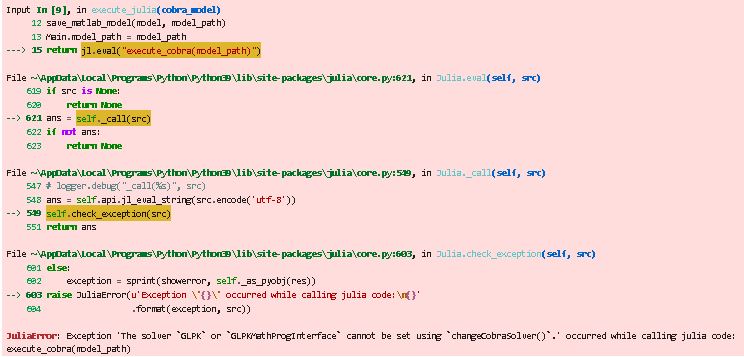 Input In [9], in execute_julia(cobra_model)
12 save_matlab_model(model, model_path)
13 Main.model_path = model_path
---> 15 return jl.eval("execute_cobra(model_path)")
File ~\AppData\Local\Programs\Python\Python39\lib\site-packages\julia\core.py:621, in Julia.eval(self, src)
619 if src is None:
620 return None
--> 621 ans = self._call(src)
622 if not ans:
623 return None
File ~\AppData\Local\Programs\Python\Python39\lib\site-packages\julia\core.py:549, in Julia._call(self, src)
547 # logger.debug("_call(%s)", src)
548 ans = self.api.jl_eval_string(src.encode('utf-8'))
--> 549 self.check_exception(src)
551 return ans
File ~\AppData\Local\Programs\Python\Python39\lib\site-packages\julia\core.py:603, in Julia.check_exception(self, src)
601 else:
602 exception = sprint(showerror, self._as_pyobj(res))
--> 603 raise JuliaError(u'Exception \'{}\' occurred while calling julia code:\n{}'
604 .format(exception, src))
JuliaError: Exception 'The solver `GLPK` or `GLPKMathProgInterface` cannot be set using `changeCobraSolver()`.' occurred while calling julia code:
execute_cobra(model_path)